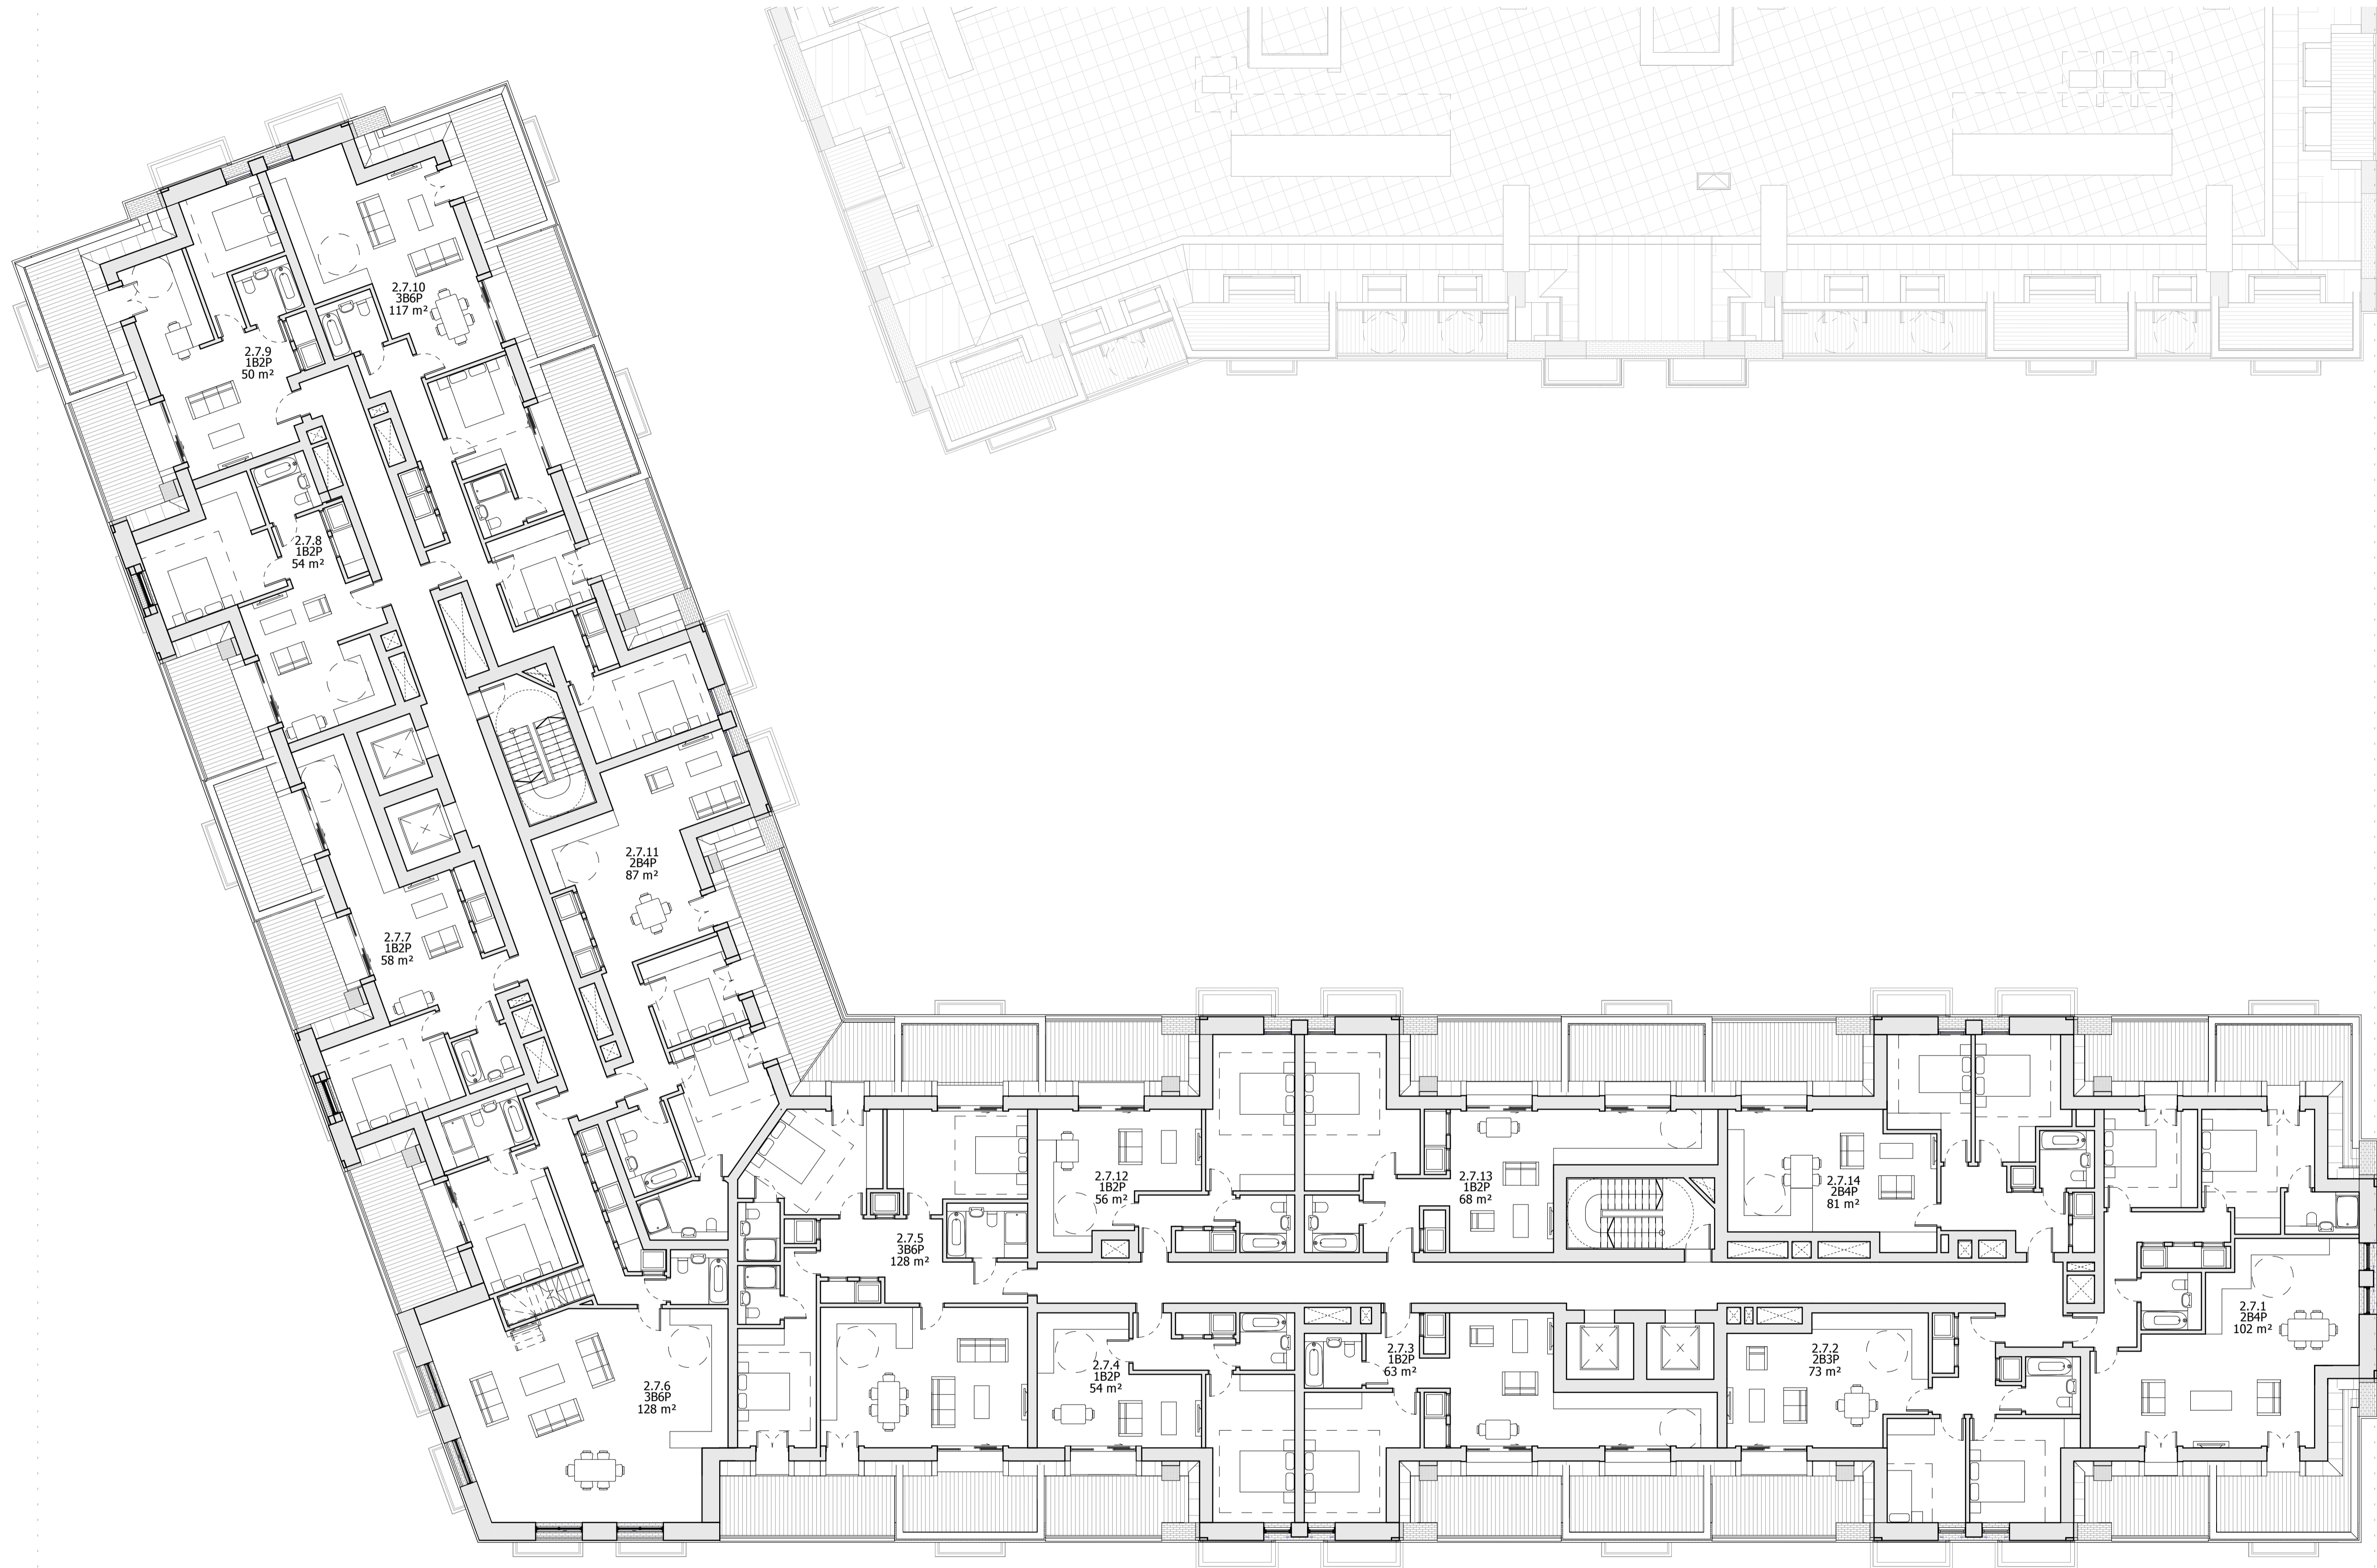 2.7.10
3B6P
117 m²
2.7.9
1B2P
50 m²
2.7.8
1B2P
54 m²
2.7.11
2B4P
87 m²
2.7.7
1B2P
58 m²
2.7.12
1B2P
56 m²
2.7.13
1B2P
68 m²
2.7.14
2B4P
81 m²
2.7.5
3B6P
128 m²
2.7.1
2B4P
102 m²
2.7.6
3B6P
128 m²
2.7.4
1B2P
54 m²
2.7.3
1B2P
63 m²
2.7.2
2B3P
73 m²